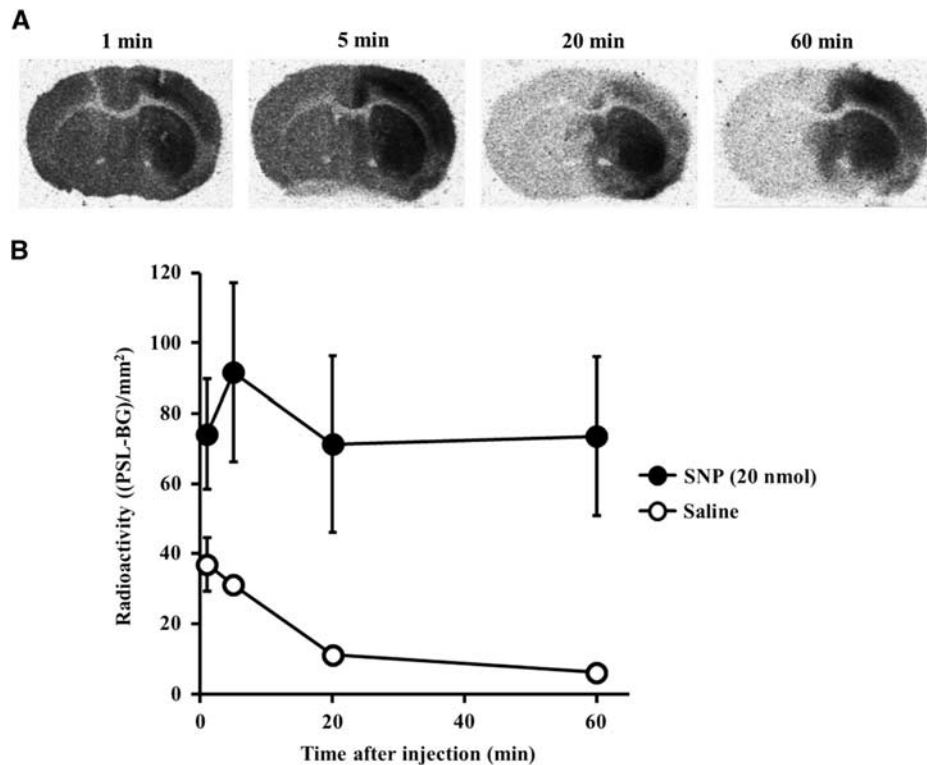 A
1 min 5 min 20 min 60 min
B
120
100
80
60
40
20
0
Radioactivity ((PSL-BG)/mm²)
0 20 40 60
Time after injection (min)
SNP (20 nmol)
Saline